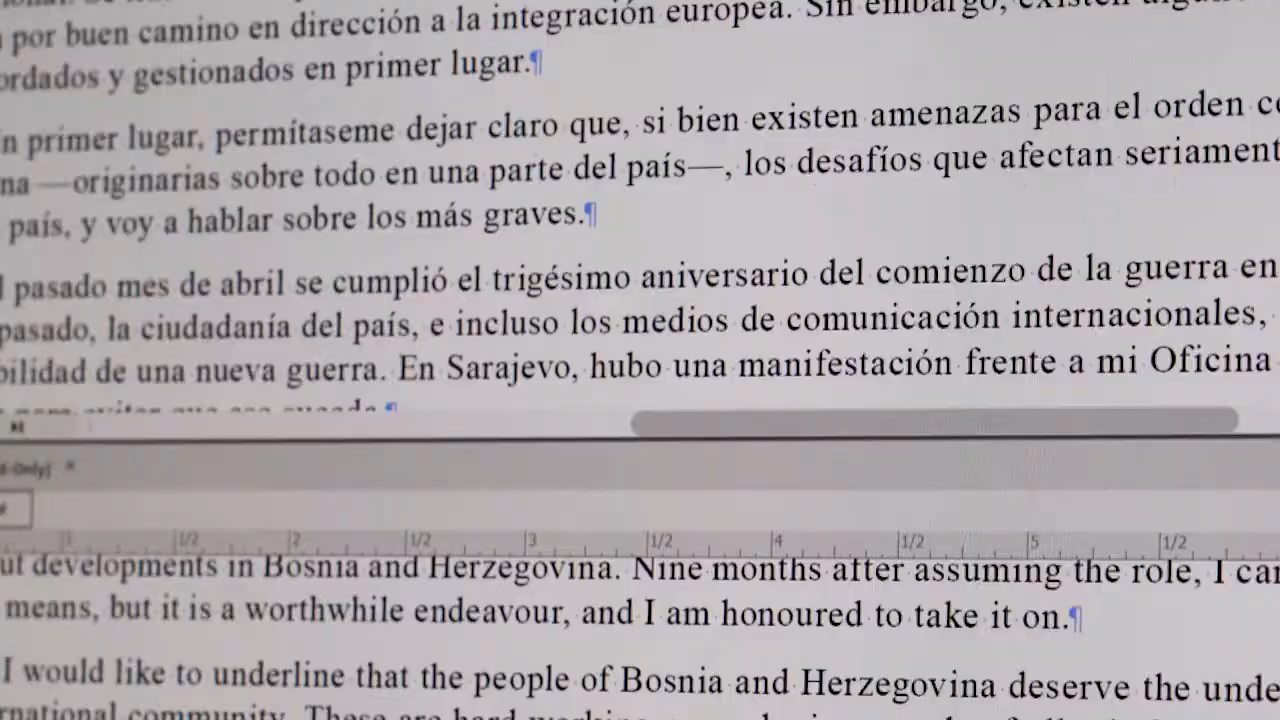 por buen camino en dirección a la integración europea. Sin embargo, existen
ordados y gestionados en primer lugar.¶
n primer lugar, permítaseme dejar claro que, si bien existen amenazas para el orden
na —originarias sobre todo en una parte del país—, los desafíos que afectan seriament
país, y voy a hablar sobre los más graves.¶
l pasado mes de abril se cumplió el trigésimo aniversario del comienzo de la guerra en
pasado, la ciudadanía del país, e incluso los medios de comunicación internacionales,
bilidad de una nueva guerra. En Sarajevo, hubo una manifestación frente a mi Oficina
d-Only]
1 1/2 2 1/2 3 1/2 4 1/2 5 1/2
ut developments in Bosnia and Herzegovina. Nine months after assuming the role, I can
means, but it is a worthwhile endeavour, and I am honoured to take it on.¶
I would like to underline that the people of Bosnia and Herzegovina deserve the unde
rnational community. These are